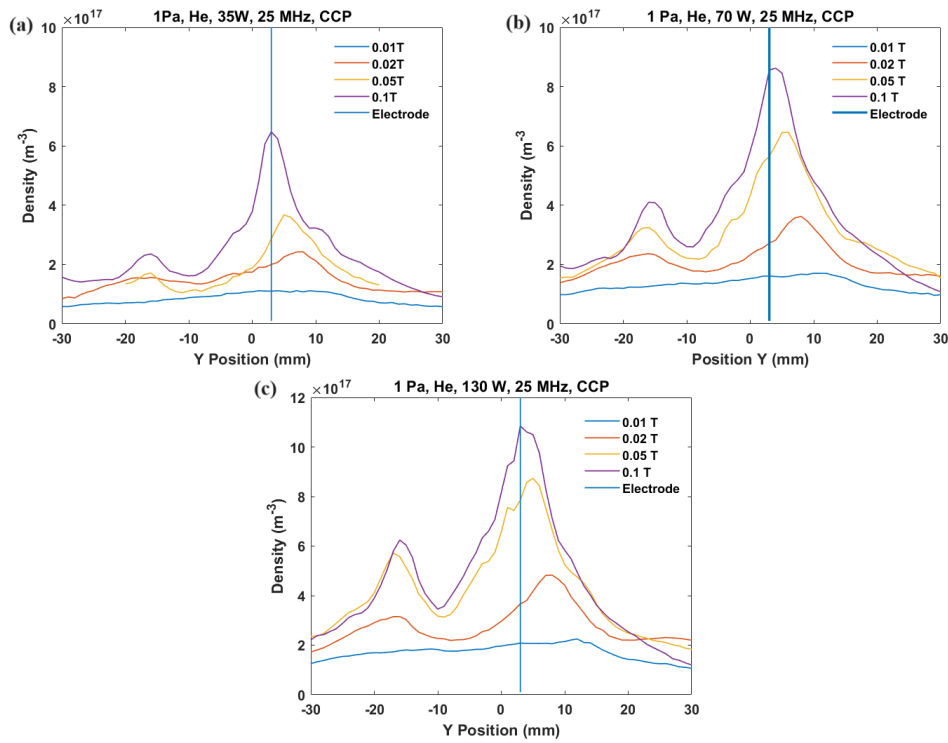 (a)
1Pa, He, 35W, 25 MHz, CCP
×10^17
Density (m^-3)
10
8
6
4
2
0
-30 -20 -10 0 10 20 30
Y Position (mm)
0.01T
0.02T
0.05T
0.1T
Electrode
(b)
1 Pa, He, 70 W, 25 MHz, CCP
×10^17
Density (m^-3)
10
8
6
4
2
0
-30 -20 -10 0 10 20 30
Position Y (mm)
0.01 T
0.02 T
0.05 T
0.1 T
Electrode
(c)
1 Pa, He, 130 W, 25 MHz, CCP
×10^17
Density (m^-3)
12
10
8
6
4
2
0
-30 -20 -10 0 10 20 30
Y Position (mm)
0.01 T
0.02 T
0.05 T
0.1 T
Electrode